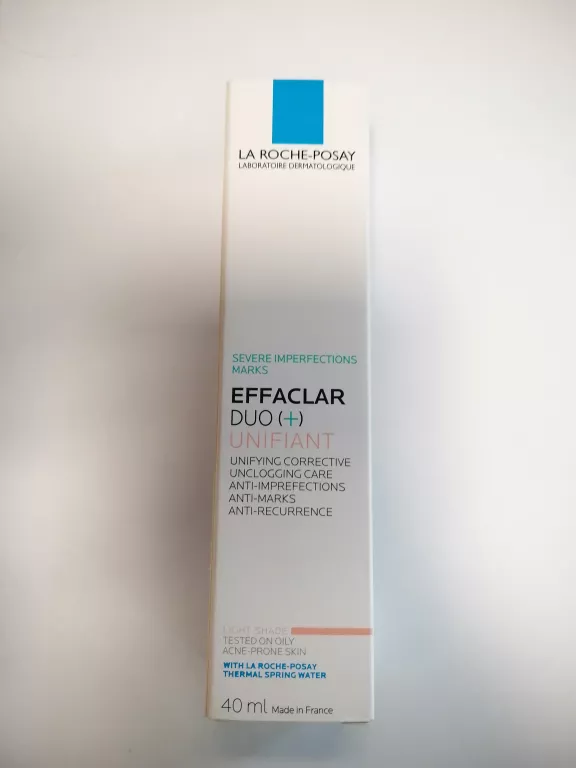 LA ROCHE-POSAY
LABORATOIRE DERMATOLOGIQUE
SEVERE IMPERFECTIONS
MARKS
EFFACLAR
DUO (+)
UNIFIANT
UNIFYING CORRECTIVE
UNCLOGGING CARE
ANTI-IMPREFECTIONS
ANTI-MARKS
ANTI-RECURRENCE
LIGHT SHADE
TESTED ON OILY
ACNE-PRONE SKIN
WITH LA ROCHE-POSAY
THERMAL SPRING WATER
40 ml Made in France